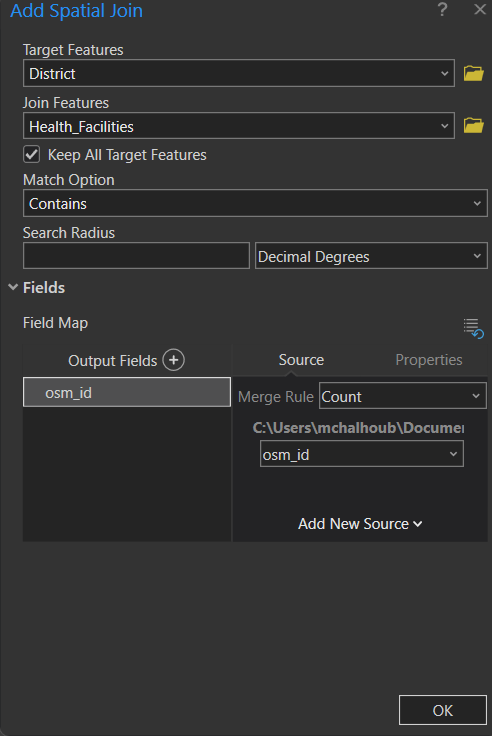 Add Spatial Join ? ×
Target Features
District
Join Features
Health_Facilities
Keep All Target Features
Match Option
Contains
Search Radius
Decimal Degrees
Fields
Field Map
Output Fields + Source Properties
osm_id
Merge Rule Count
C:\Users\mchalhoub\Documen
osm_id
Add New Source
OK